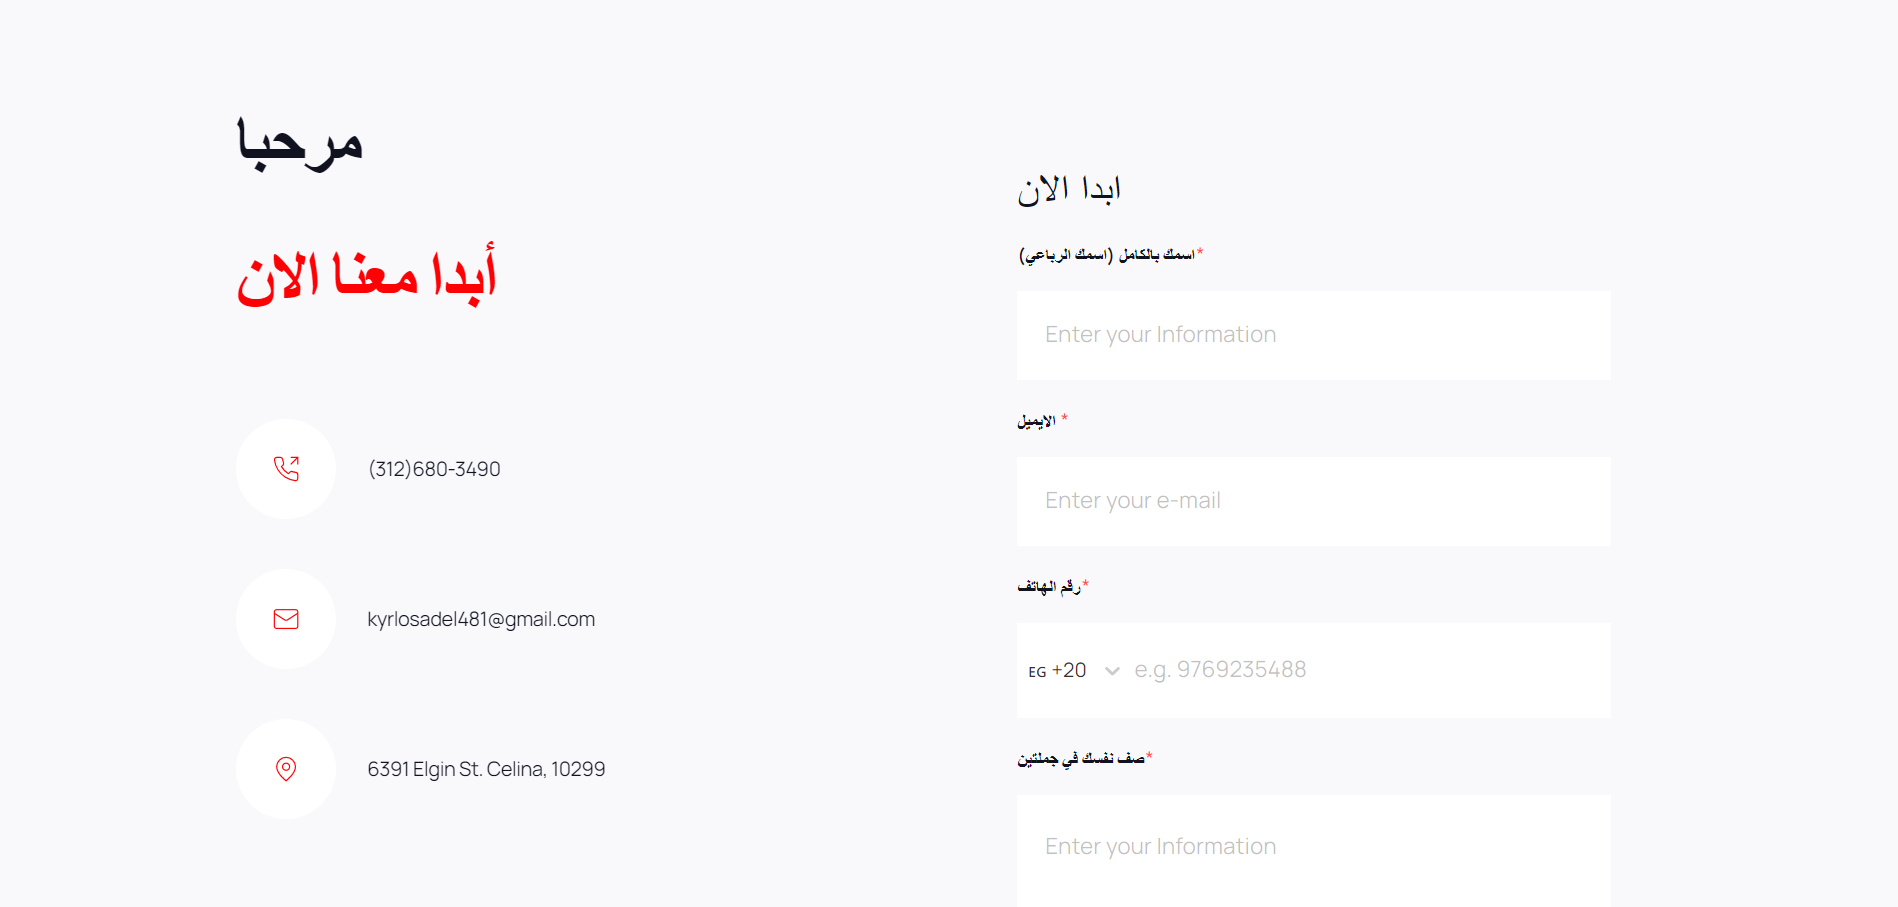 مرحبا
أبدا معنا الان
(312)680-3490
kyrlosadel481@gmail.com
6391 Elgin St. Celina, 10299
ابدا الان
اسمك بالكامل (اسمك الرباعي)*
Enter your Information
الايميل *
Enter your e-mail
رقم الهاتف*
EG +20 e.g. 9769235488
صف نفسك في جملتين*
Enter your Information